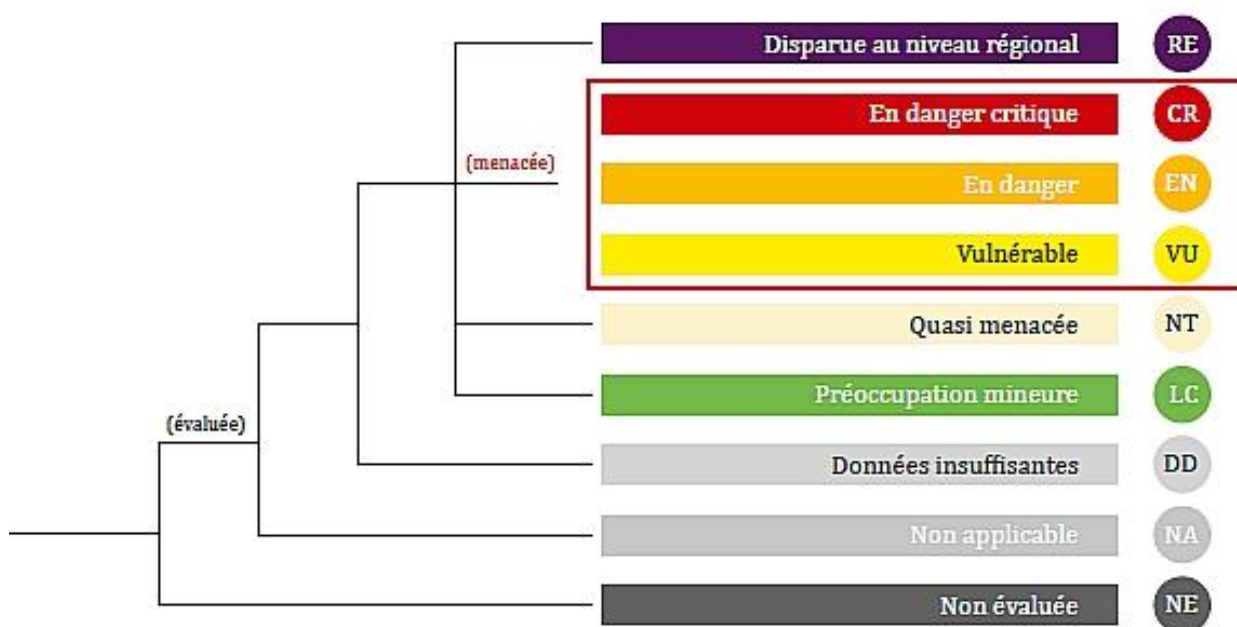 Disparue au niveau régional RE
En danger critique CR
(menacée)
En danger EN
Vulnérable VU
Quasi menacée NT
Préoccupation mineure LC
(évaluée)
Données insuffisantes DD
Non applicable NA
Non évaluée NE